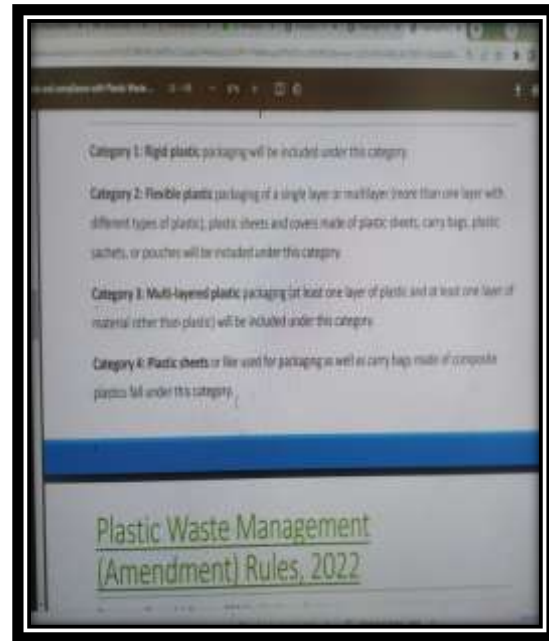 and compliance with Plastic Waste...
Category 1: Rigid plastic packaging will be included under this category
Category 2: Flexible plastic packaging of a single layer or multilayer (more than one layer with
different types of plastic), plastic sheets and covers made of plastic sheets, carry bags, plastic
sachets, or pouches will be included under this category
Category 3: Multi-layered plastic packaging (at least one layer of plastic and at least one layer of
material other than plastic) will be included under this category
Category 4: Plastic sheets or like used for packaging as well as carry bags made of composite
plastics fall under this category.
Plastic Waste Management
(Amendment) Rules, 2022